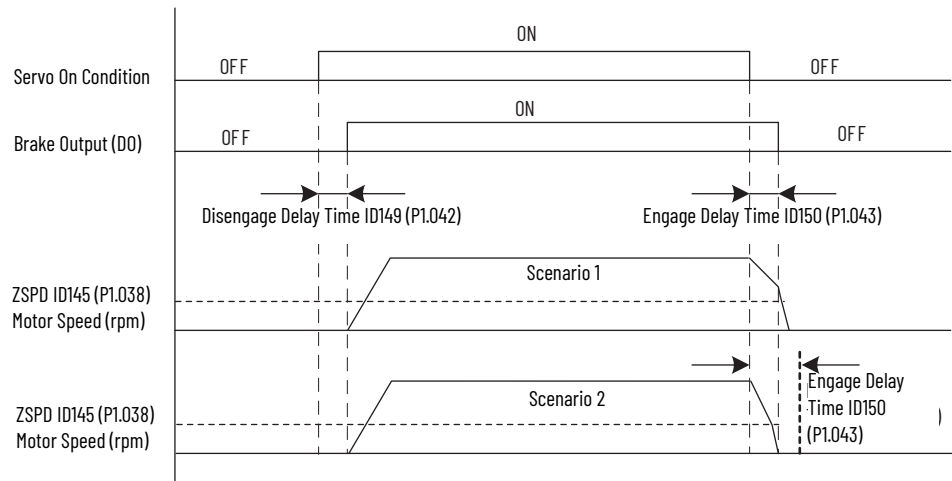 ON
Servo On Condition
OFF
OFF
ON
Brake Output (DO)
OFF
OFF
Disengage Delay Time ID149 (P1.042)
Engage Delay Time ID150 (P1.043)
Scenario 1
ZSPD ID145 (P1.038)
Motor Speed (rpm)
Engage Delay
Time ID150
(P1.043)
Scenario 2
ZSPD ID145 (P1.038)
Motor Speed (rpm)
)